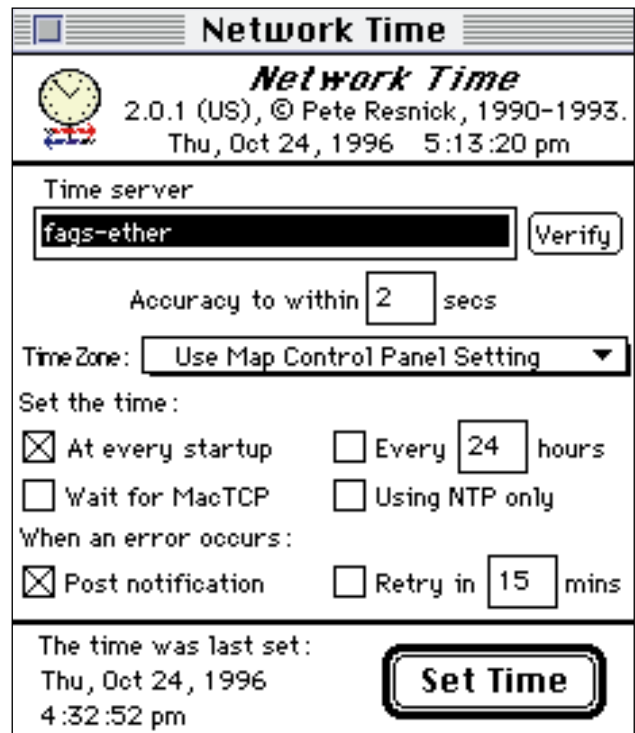 Network Time
Network Time
2.0.1 (US), © Pete Resnick, 1990-1993.
Thu, Oct 24, 1996 5:13:20 pm
Time server
fags-ether
Verify
Accuracy to within 2 secs
Time Zone: Use Map Control Panel Setting
Set the time:
At every startup
Every 24 hours
Wait for MacTCP
Using NTP only
When an error occurs:
Post notification
Retry in 15 mins
The time was last set:
Thu, Oct 24, 1996
4:32:52 pm
Set Time